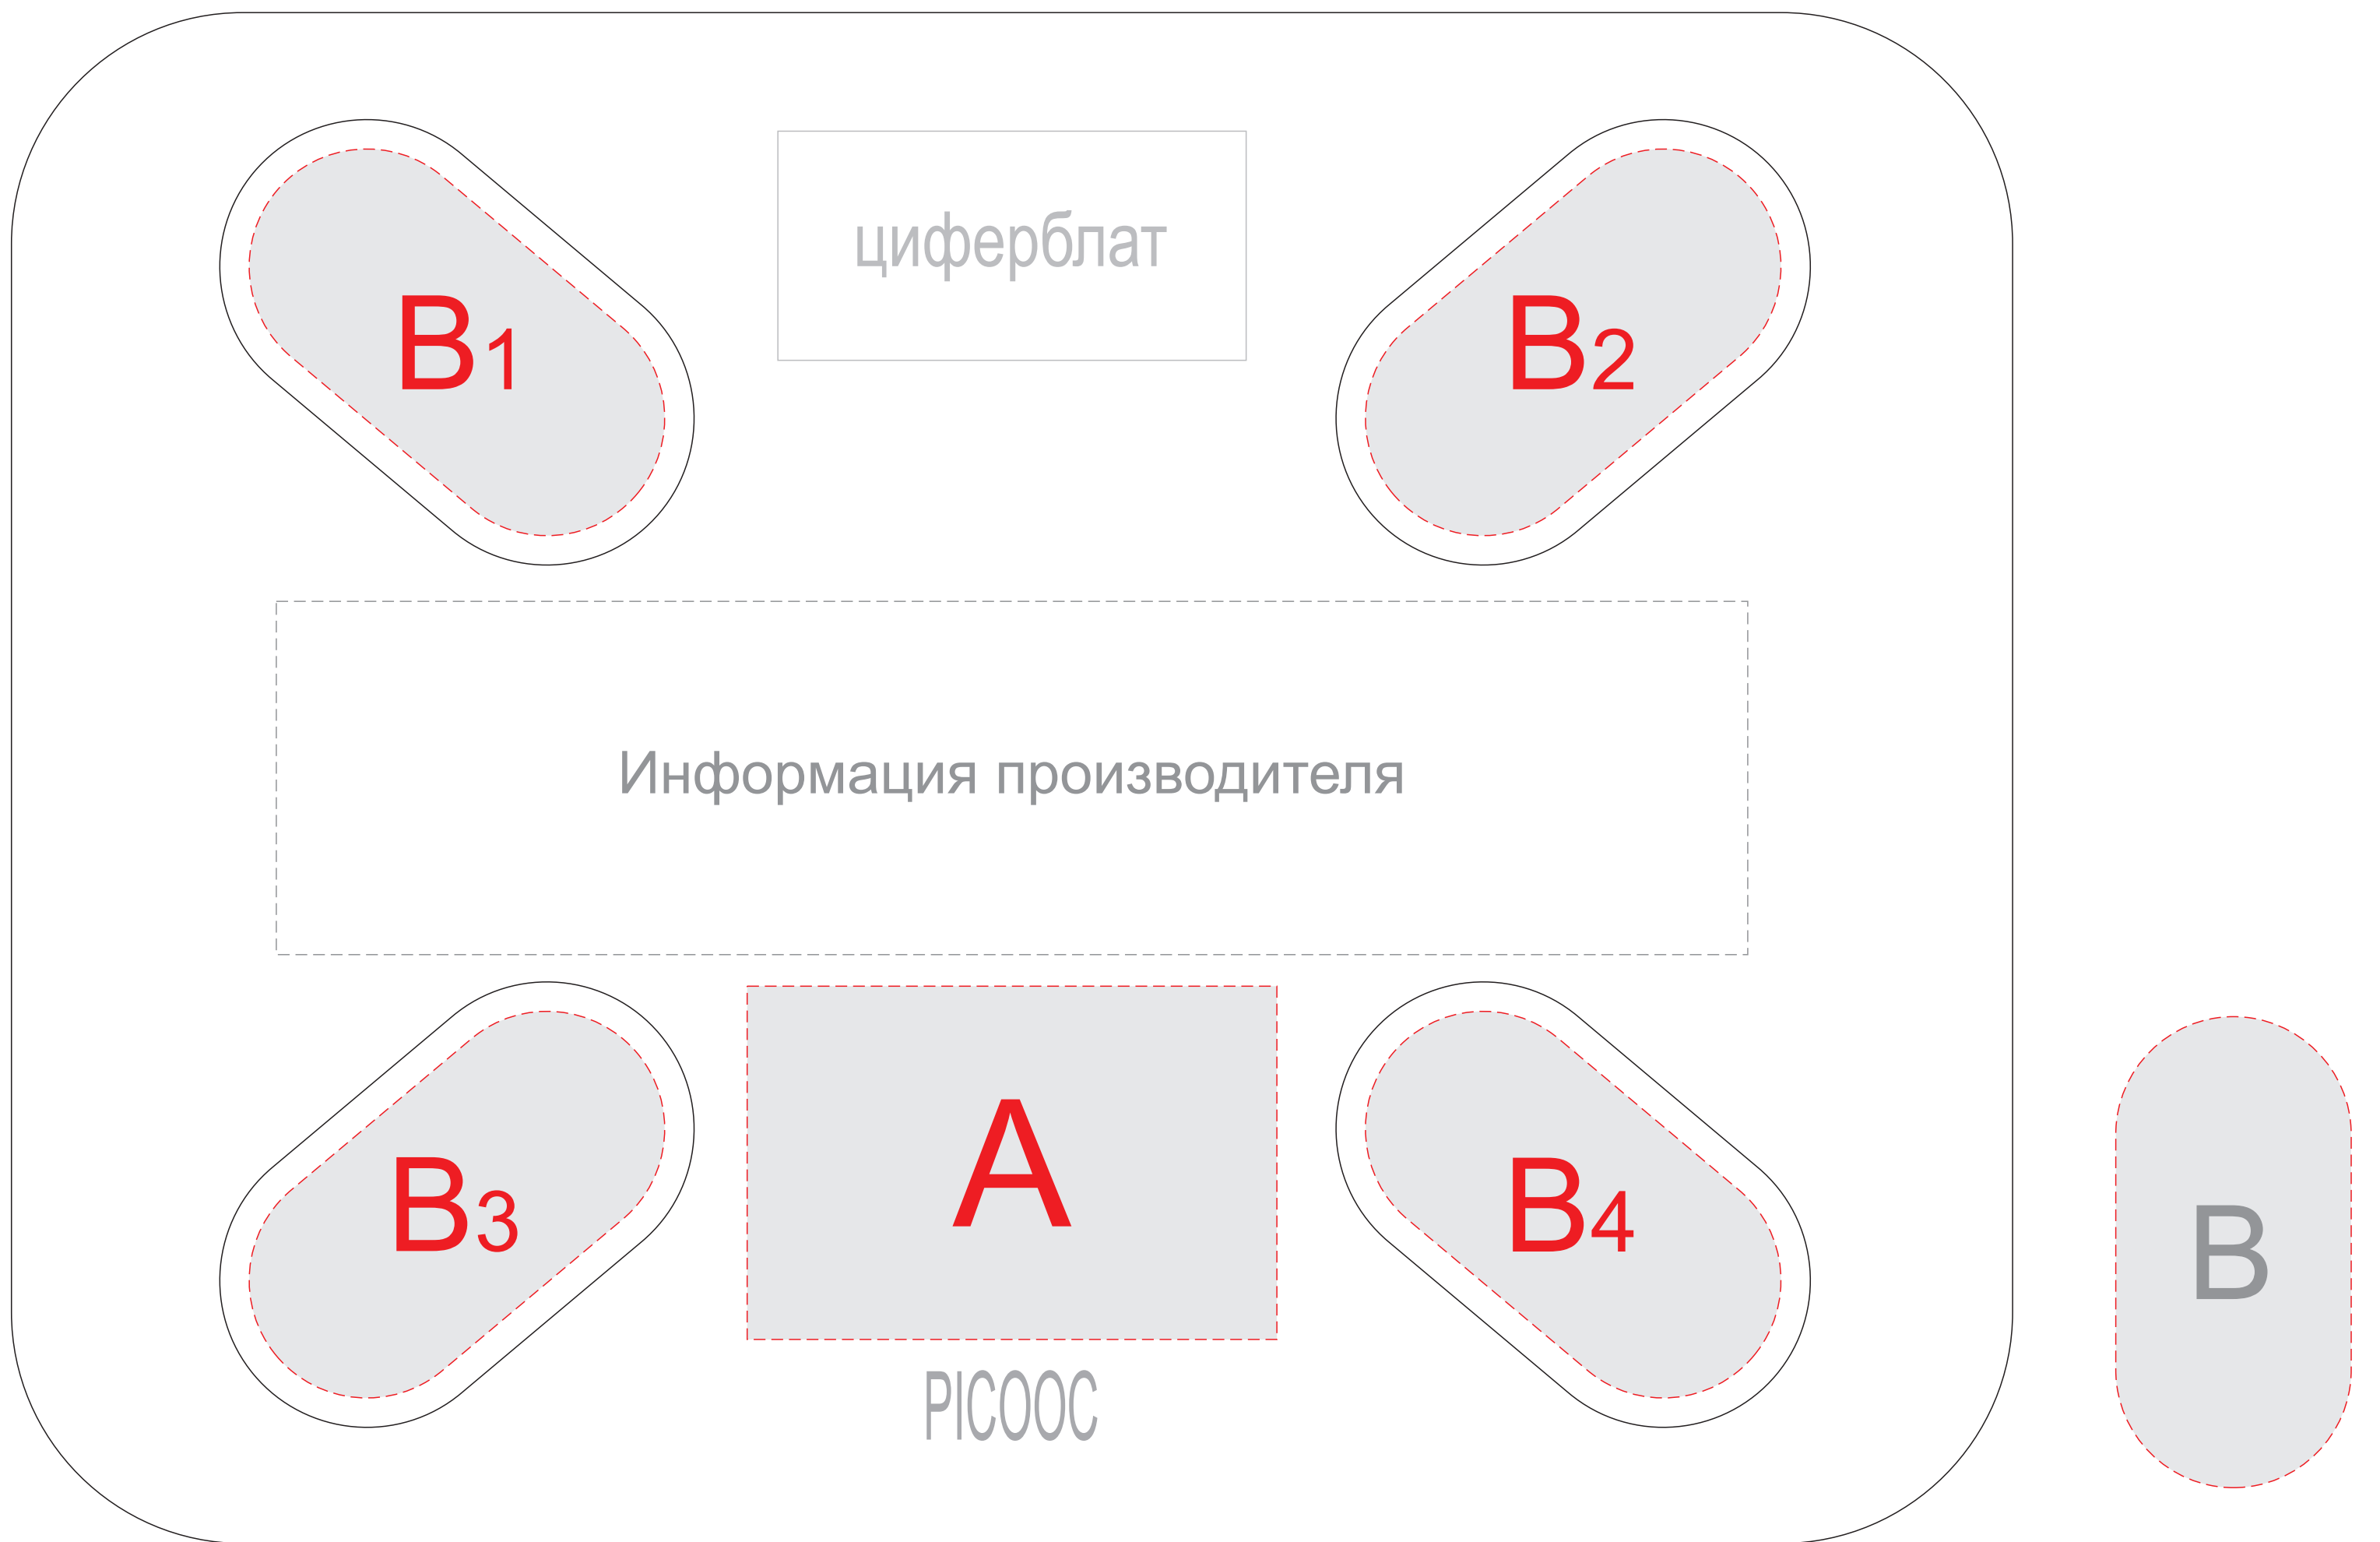 циферблат
B1
B2
Информация производителя
B3
A
B4
B
PICOOC